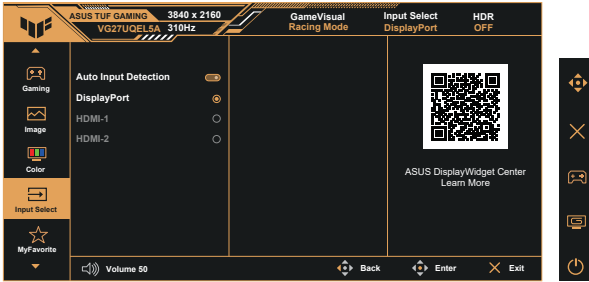 ASUS TUF GAMING 3840 x 2160
VG27UQEL5A 310Hz
GameVisual
Racing Mode
Input Select
DisplayPort
HDR
OFF
Gaming
Image
Color
Input Select
MyFavorite
Auto Input Detection
DisplayPort
HDMI-1
HDMI-2
ASUS DisplayWidget Center
Learn More
Volume 50
Back
Enter
Exit